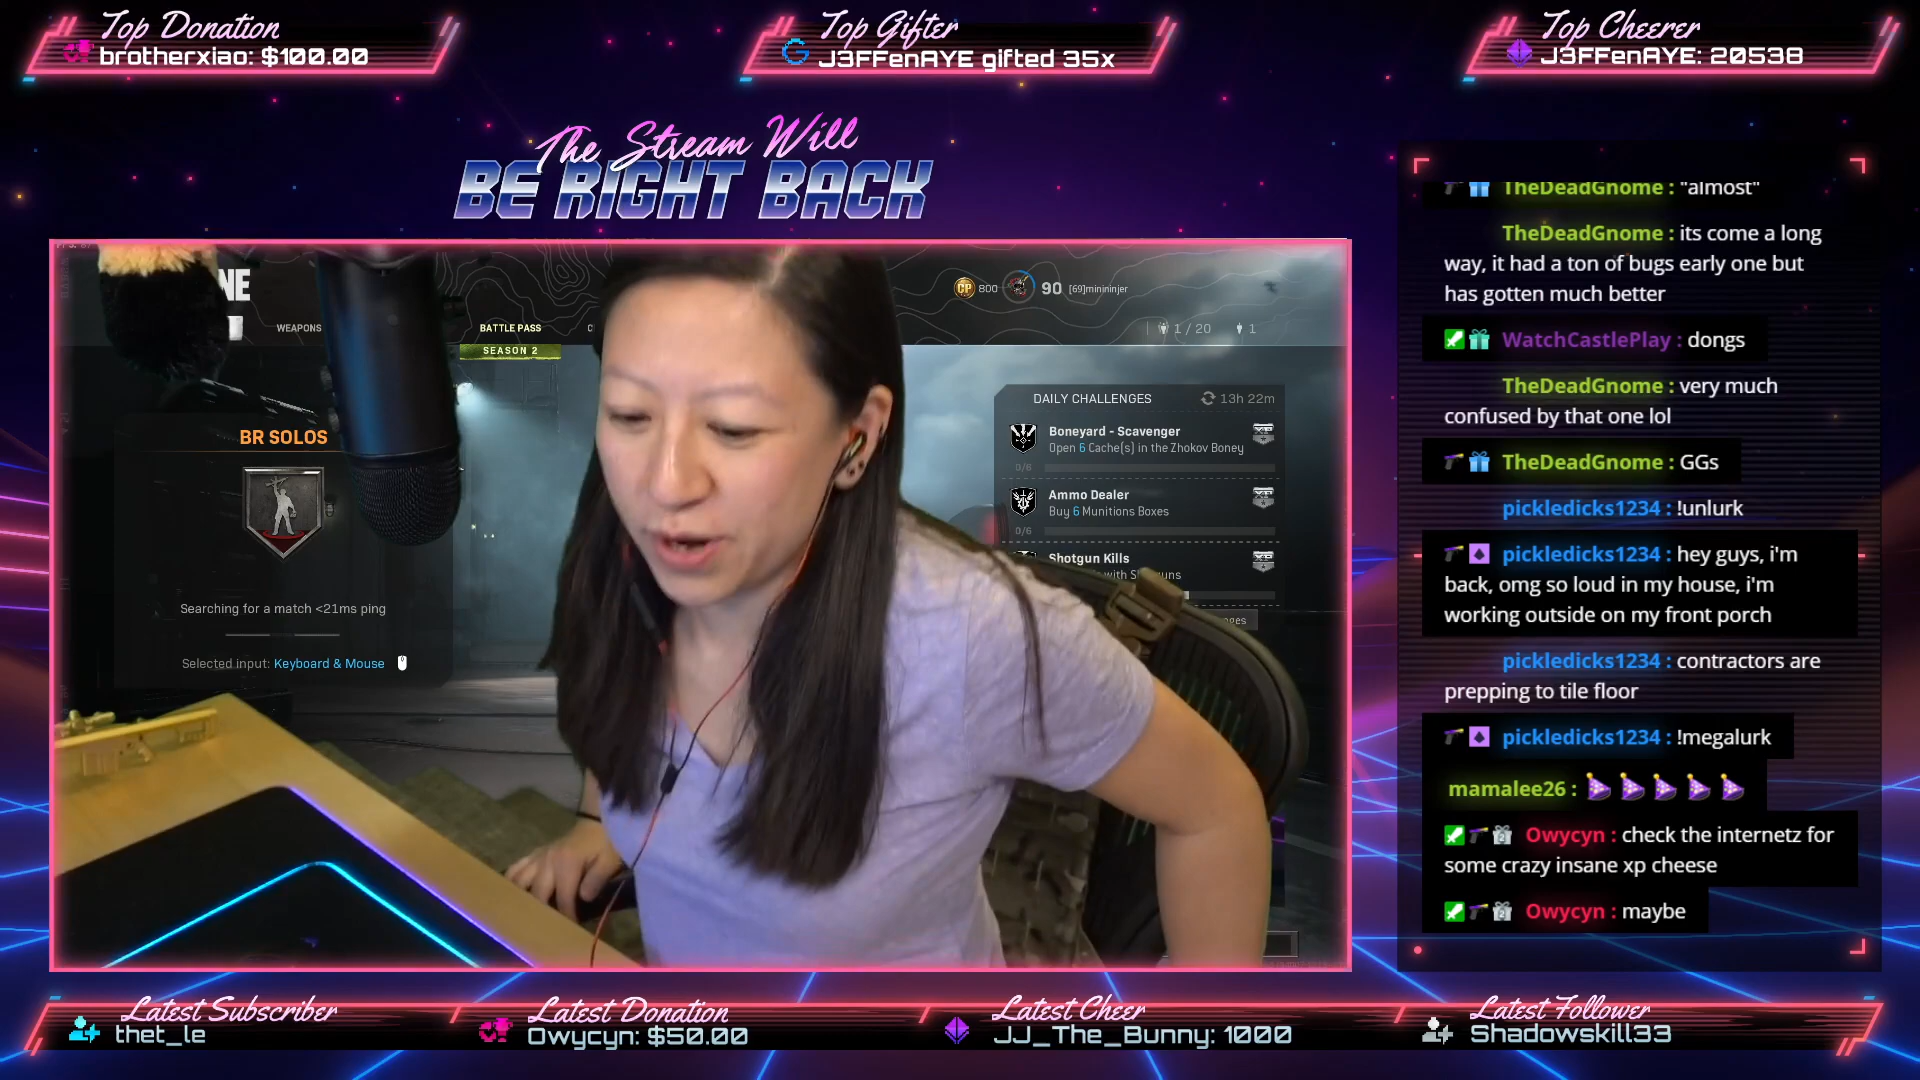 Top Donation
brotherxiao: $100.00
Top Gifter
J3FFenAYE gifted 35x
Top Cheerer
J3FFenAYE: 20538
The Stream Will
BE RIGHT BACK
NE
WEAPONS
BATTLE PASS
SEASON 2
800
90
[69]minininjer
1 / 20
1
BR SOLOS
Searching for a match <21ms ping
Selected input: Keyboard & Mouse
DAILY CHALLENGES
13h 22m
Boneyard - Scavenger
Open 6 Cache(s) in the Zhokov Boney
0/6
Ammo Dealer
Buy 6 Munitions Boxes
0/6
Shotgun Kills
with
TheDeadGnome : "almost"
TheDeadGnome : its come a long
way, it had a ton of bugs early one but
has gotten much better
WatchCastlePlay : dongs
TheDeadGnome : very much
confused by that one lol
TheDeadGnome : GGs
pickledicks1234 : !unlurk
pickledicks1234 : hey guys, i'm
back, omg so loud in my house, i'm
working outside on my front porch
pickledicks1234 : contractors are
prepping to tile floor
pickledicks1234 : !megalurk
mamalee26 :
Owycyn : check the internetz for
some crazy insane xp cheese
Owycyn : maybe
Latest Subscriber
thet_le
Latest Donation
Owycyn: $50.00
Latest Cheer
JJ_The_Bunny: 1000
Latest Follower
Shadowskill33